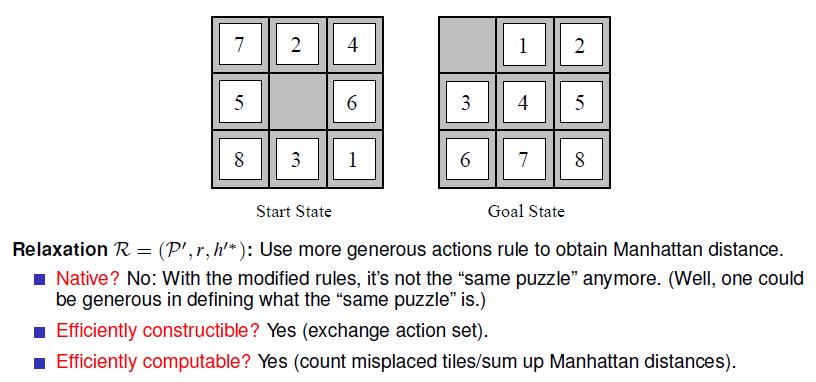 7 2 4
5 6
8 3 1
Start State
1 2
3 4 5
6 7 8
Goal State
Relaxation ℛ = (𝒫′, r, h′*): Use more generous actions rule to obtain Manhattan distance.
Native? No: With the modified rules, it's not the “same puzzle” anymore. (Well, one could
be generous in defining what the “same puzzle” is.)
Efficiently constructible? Yes (exchange action set).
Efficiently computable? Yes (count misplaced tiles/sum up Manhattan distances).